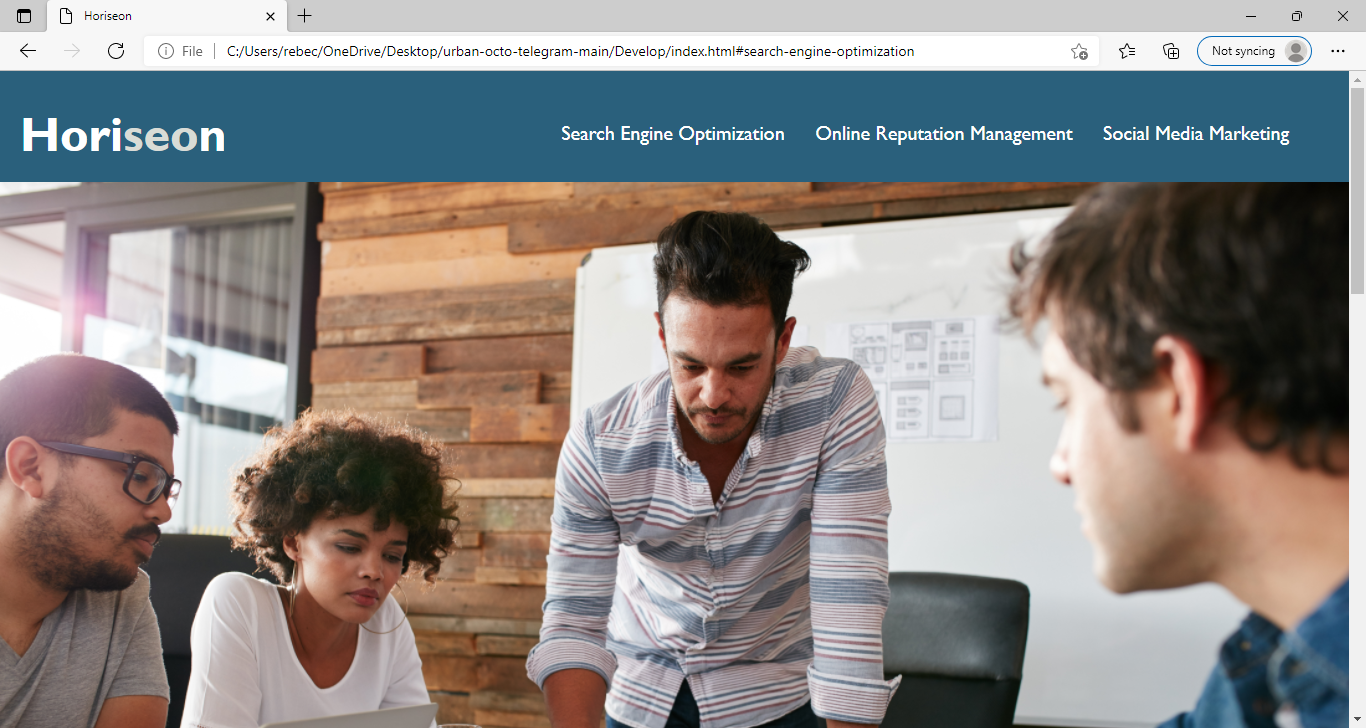 Horiseon
File
C:/Users/rebec/OneDrive/Desktop/urban-octo-telegram-main/Develop/index.html#search-engine-optimization
Not syncing
Horiseon
Search Engine Optimization
Online Reputation Management
Social Media Marketing